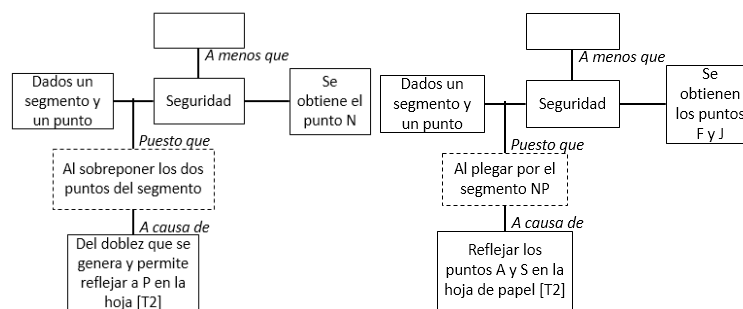 A menos que
Dados un
segmento y
un punto
Seguridad
Se
obtiene el
punto N
Puesto que
Al sobreponer los dos
puntos del segmento
A causa de
Del doblez que se
genera y permite
reflejar a P en la
hoja [T2]
A menos que
Dados un
segmento y
un punto
Seguridad
Se
obtienen
los puntos
F y J
Puesto que
Al plegar por el
segmento NP
A causa de
Reflejar los
puntos A y S en la
hoja de papel [T2]